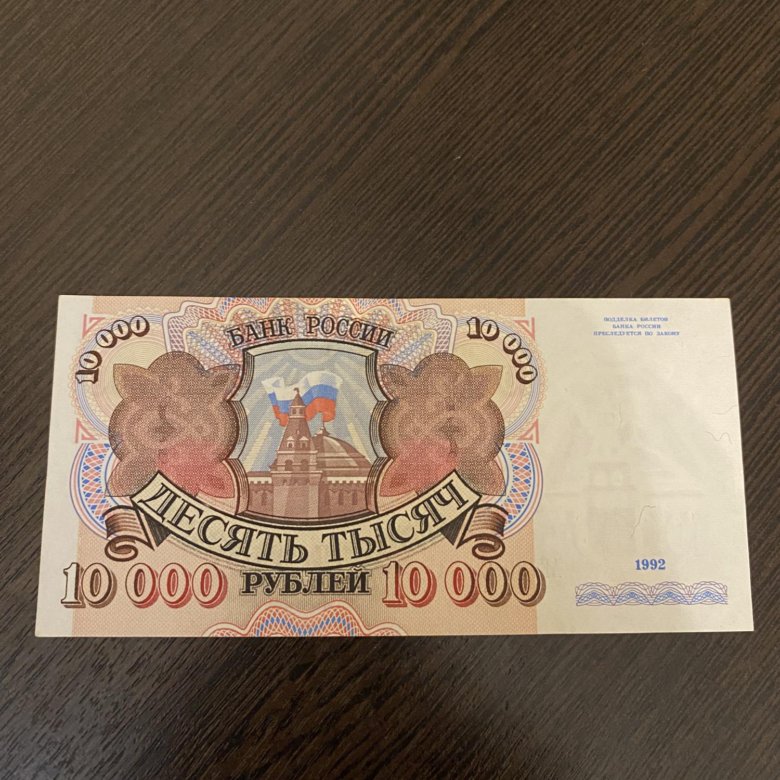 10 000
БАНК РОССИИ
10 000
ПОДДЕЛКА БИЛЕТОВ
БАНКА РОССИИ
ПРЕСЛЕДУЕТСЯ ПО ЗАКОНУ
ДЕСЯТЬ ТЫСЯЧ
10 000 РУБЛЕЙ 10 000
1992